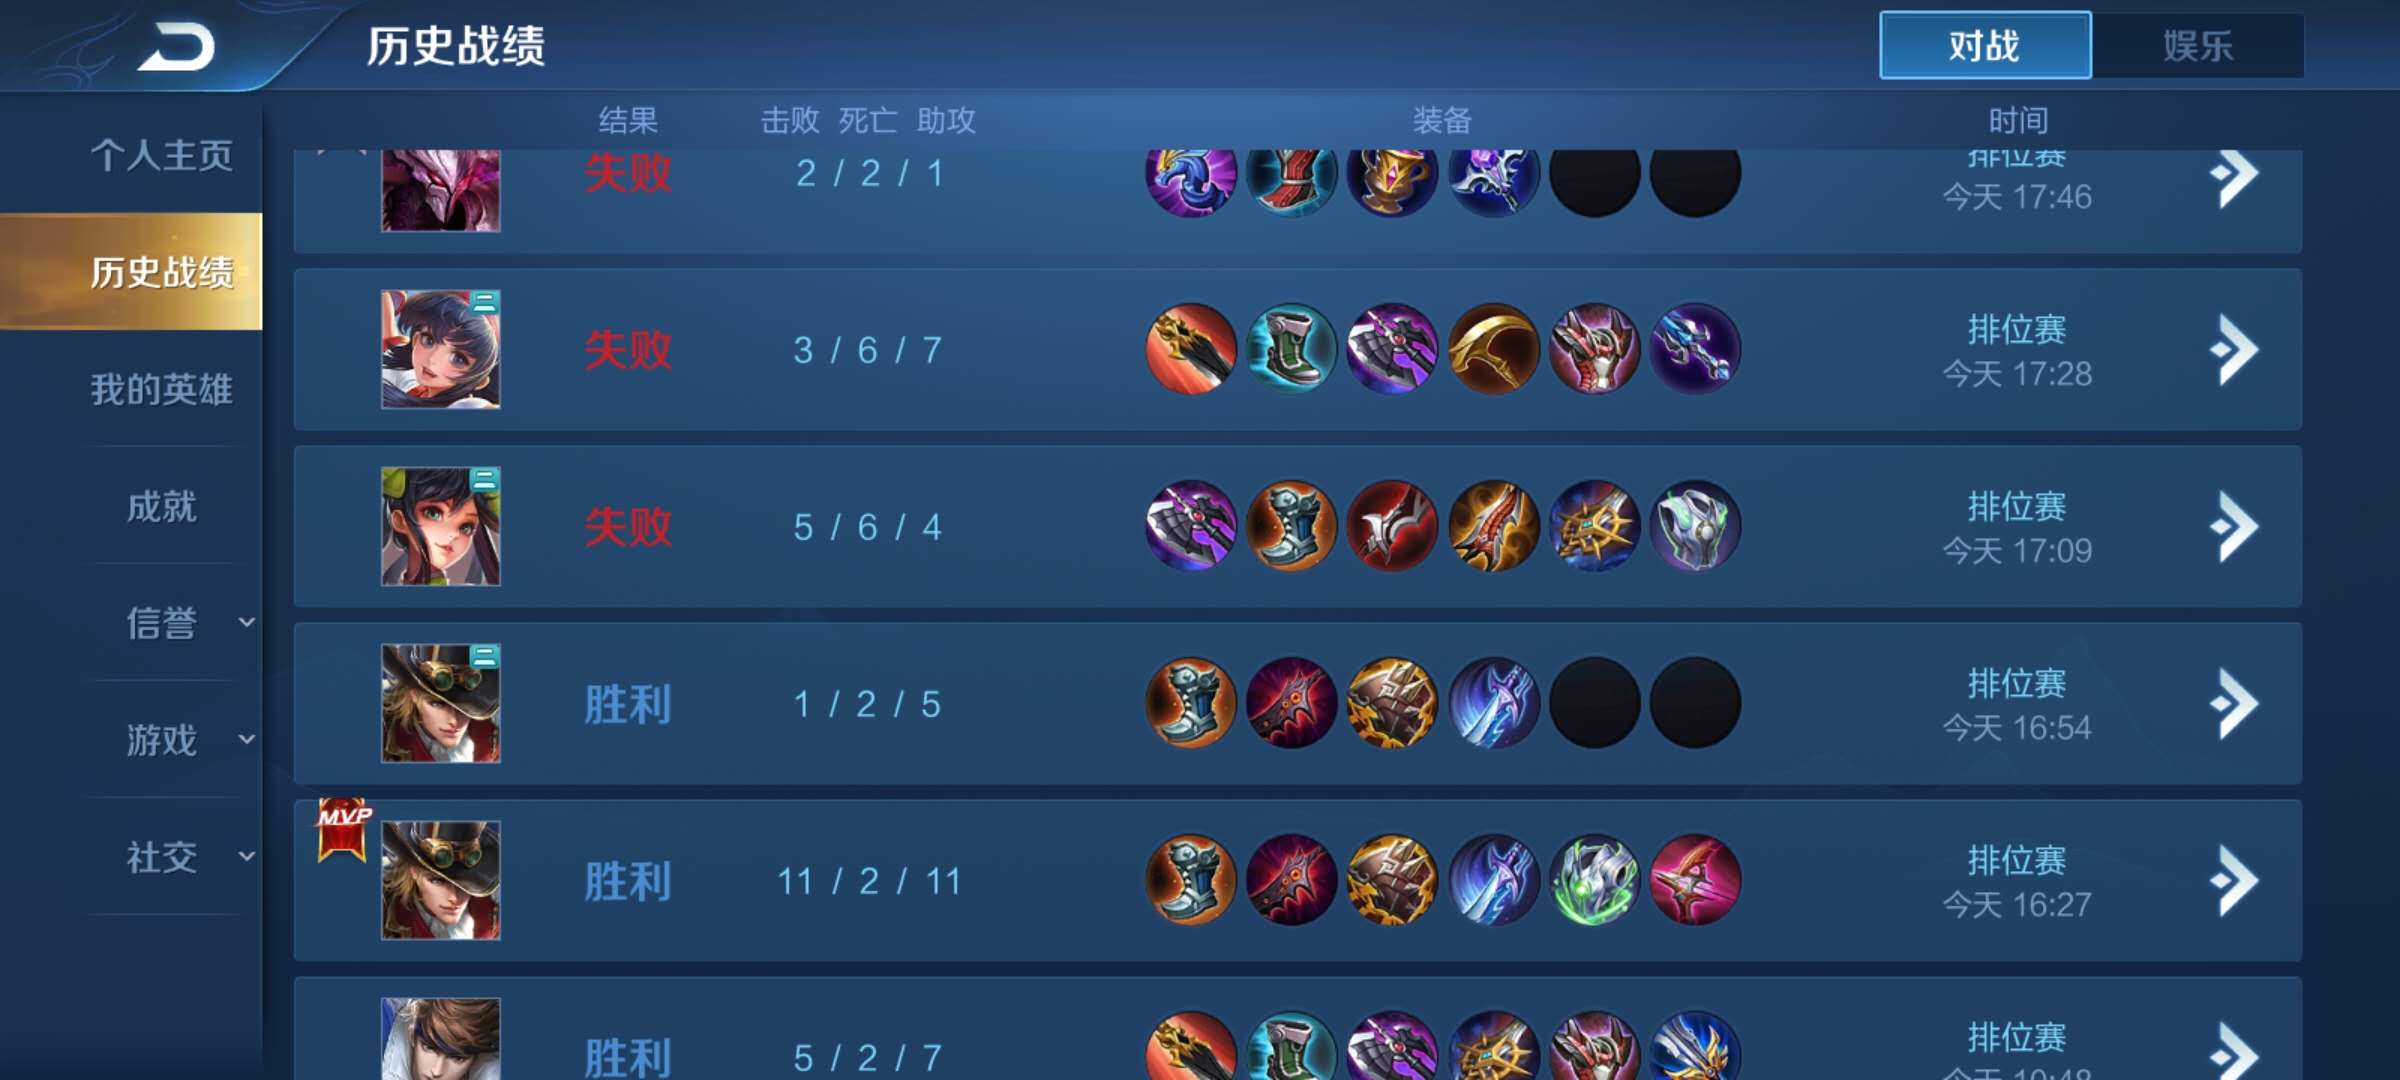 历史战绩
对战
娱乐
结果 击败 死亡 助攻 装备 时间
个人主页
历史战绩
我的英雄
成就
信誉
游戏
社交
失败 2 / 2 / 1 排位赛
今天 17:46
失败 3 / 6 / 7 排位赛
今天 17:28
失败 5 / 6 / 4 排位赛
今天 17:09
胜利 1 / 2 / 5 排位赛
今天 16:54
MVP
胜利 11 / 2 / 11 排位赛
今天 16:27
胜利 5 / 2 / 7 排位赛